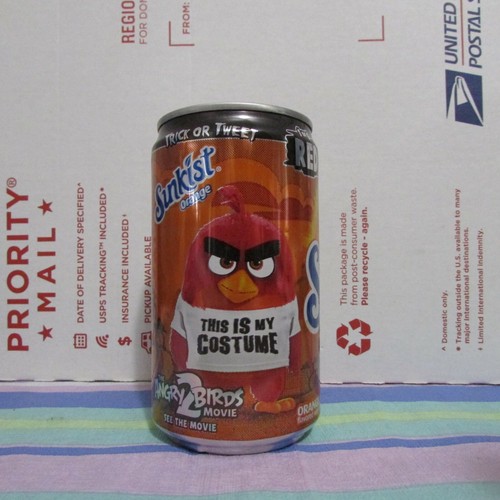 TRICK OR TWEET
RED
Sunkist
Orange
THIS IS MY
COSTUME
ANGRY BIRDS
2
MOVIE
SEE THE MOVIE
ORAN
PRIORITY®
★ MAIL ★
DATE OF DELIVERY SPECIFIED*
USPS TRACKING™ INCLUDED*
$ INSURANCE INCLUDED*
PICKUP AVAILABLE
FROM:
UNITED
POSTAL S
This package is made
from post-consumer waste.
Please recycle - again.
* Domestic only.
★ Tracking outside the U.S. available to many
major international destinations.
‡ Limited international indemnity.